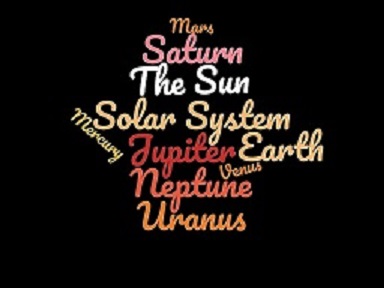 Mars
Saturn
The Sun
Solar System
Mercury
Jupiter Earth
Venus
Neptune
Uranus